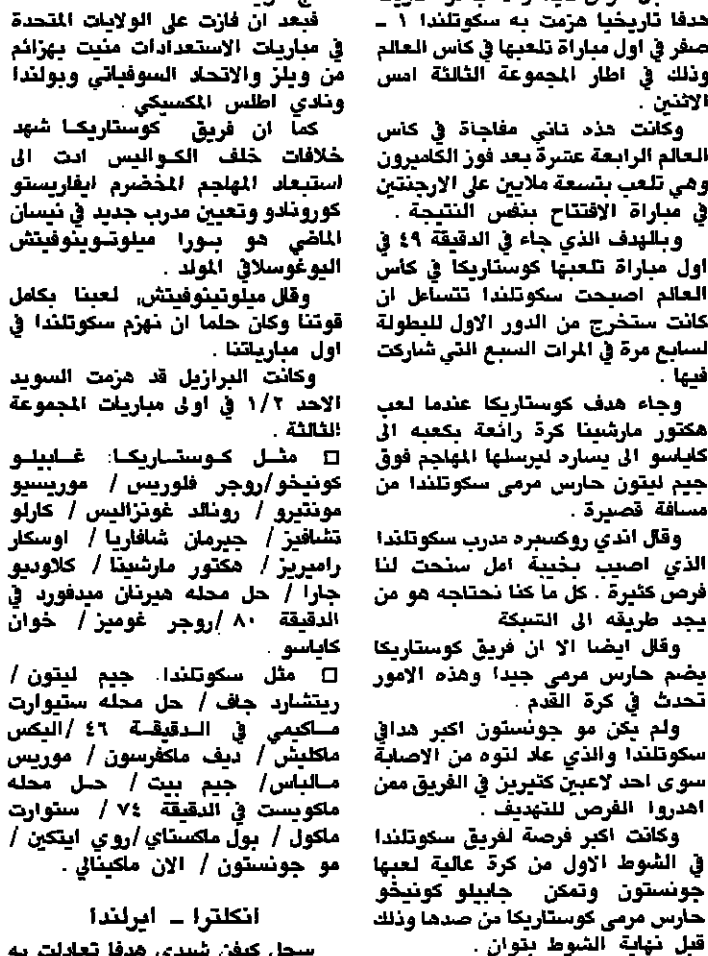 هدفا تاريخيا هزمت به سكوتلندا ١ ـ
صفر في اول مباراة تلعبها في كأس العالم
وذلك في اطار المجموعة الثالثة امس
الاثنين .
وكانت هذه ثاني مفاجأة في كأس
العالم الرابعة عشرة بعد فوز الكاميرون
وهي تلعب بتسعة ملابين على الارجنتين
في مباراة الافتتاح بنفس النتيجة .
وبالهدف الذي جاء في الدقيقة ٤٩ في
اول مباراة تلعبها كوستاريكا في كأس
العالم اصبحت سكوتلندا تتساءل ان
كانت ستخرج من الدور الاول للبطولة
لسابع مرة في المرات السبع التي شاركت
فيها .
وجاء هدف كوستاريكا عندما لعب
هكتور مارشينا كرة رائعة بكعبه الى
كاياسو الى يسارد ليرسلها المهاجم فوق
جيم ليتون حارس مرمى سكوتلندا من
مسافة قصيرة .
وقال اندي روكسبره مدرب سكوتلندا
الذي اصيب بخيبة امل سنحت لنا
فرص كثيرة . كل ما كنا نحتاجه هو من
يجد طريقه الى الشبكة
وقال ايضا الا ان فريق كوستاريكا
يضم حارس مرمى جيدا وهذه الامور
تحدث في كرة القدم .
ولم يكن مو جونستون اكبر هدافي
سكوتلندا والذي عاد لتوه من الاصابة
سوى احد لاعبين كثيرين في الفريق ممن
اهدروا الفرص للتهديف .
وكانت اكبر فرصة لفريق سكوتلندا
في الشوط الاول من كرة عالية لعبها
جونستون وتمكن جابيلو كونيخو
حارس مرمى كوستاريكا من صدها وذلك
قبل نهاية الشوط بثوان .
فبعد ان فازت على الولايات المتحدة
في مباريات الاستعدادات منيت بهزائم
من ويلز والاتحاد السوفياتي وبولندا
ونادي اطلس المكسيكي .
كما ان فريق كوستاريكا شهد
خلافات خلف الكواليس ادت الى
استبعاد المهاجم المخضرم ايفاريستو
كورونادو وتعيين مدرب جديد في نيسان
الماضي هو بورا ميلوتوينوفيتش
اليوغوسلافي المولد .
وقال ميلوتينوفيتش, لعبنا بكامل
قوتنا وكان حلما ان نهزم سكوتلندا في
اول مبارياتنا .
وكانت البرازيل قد هزمت السويد
الاحد ١/٢ في اولى مباريات المجموعة
الثالثة .
□ مثل كوستاريكا: غابيلو
كونيخو/روجر فلوريس / موريسيو
مونتيرو / رونالد غونزاليس / كارلو
تشافيز / جيرمان شافاريا / اوسكار
راميريز / هكتور مارشينا / كلاوديو
جارا / حل محله هيرنان ميدفورد في
الدقيقة ٨٠ /روجر غوميز / خوان
كاياسو .
□ مثل سكوتلندا. جيم ليتون /
ريتشارد جاف / حل محله ستيوارت
ماكيمي في الدقيقة ٤٦ /اليكس
ماكليش / ديف ماكفرسون / موريس
مالباس/ جيم بيت / حل محله
ماكويست في الدقيقة ٧٤ / ستوارت
ماكول / بول ماكستاي /روي ايتكين /
مو جونستون / الان ماكينالي .
انكلترا ـ ايرلندا
سجل كيفن شيدي هدفا تعادلت به